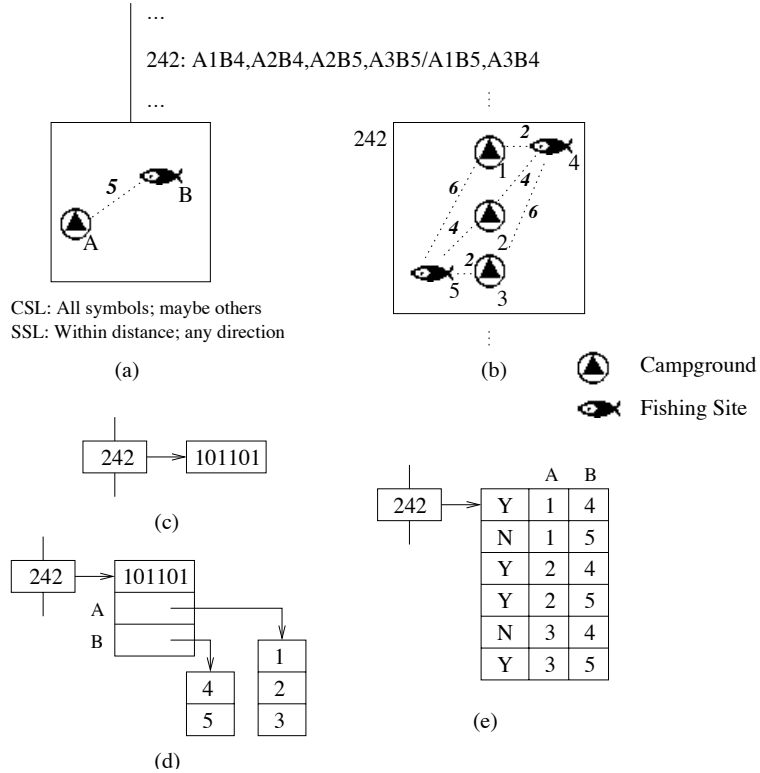 ...
242: A1B4,A2B4,A2B5,A3B5/A1B5,A3B4
...
5
B
A
CSL: All symbols; maybe others
SSL: Within distance; any direction
(a)
242
2
1
4
6
4
6
4
2
2
5
3
(b)
Campground
Fishing Site
242
101101
(c)
242
101101
A
B
1
2
3
4
5
(d)
A B
242
Y 1 4
N 1 5
Y 2 4
Y 2 5
N 3 4
Y 3 5
(e)